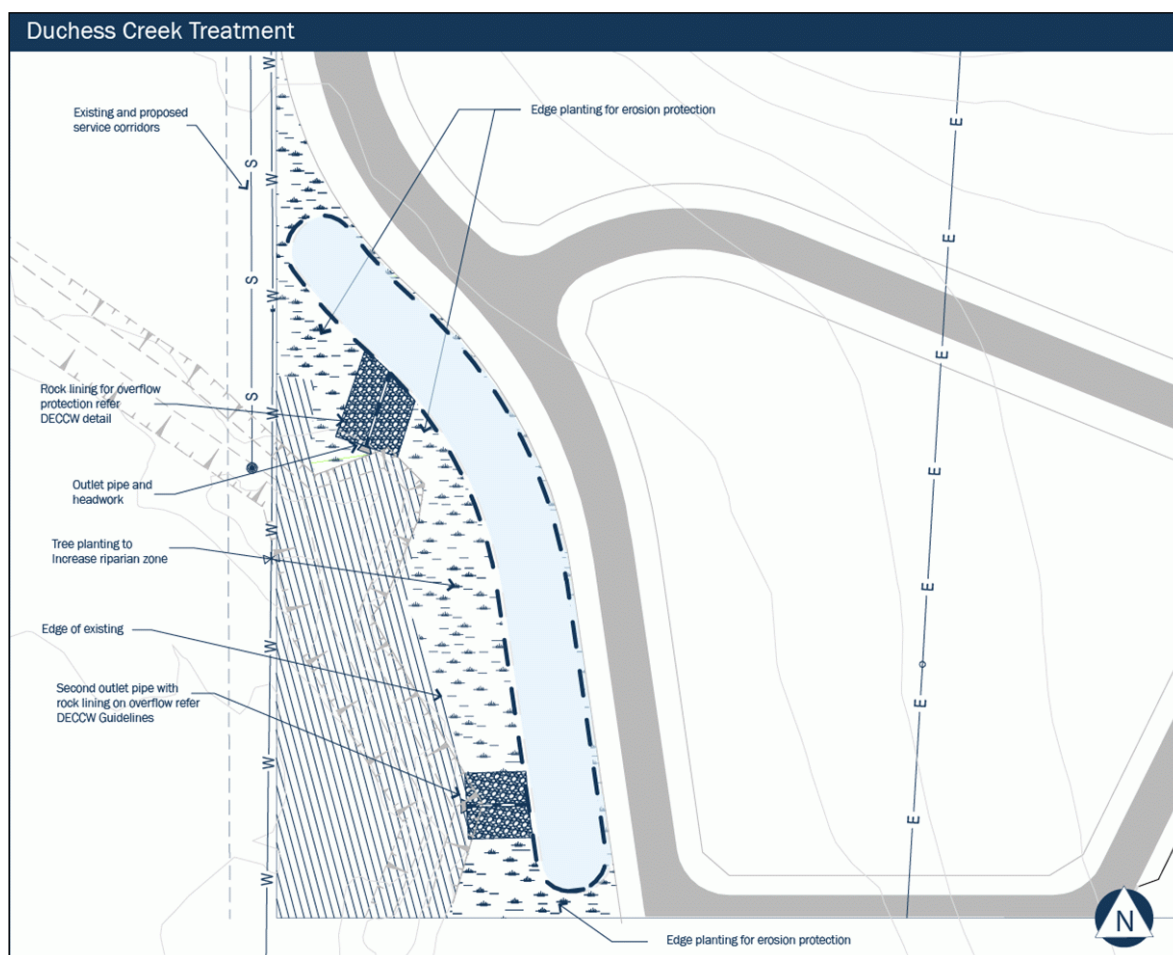 Duchess Creek Treatment
Existing and proposed
service corridors
Edge planting for erosion protection
Rock lining for overflow
protection refer
DECCW detail
Outlet pipe and
headwork
Tree planting to
Increase riparian zone
Edge of existing
Second outlet pipe with
rock lining on overflow refer
DECCW Guidelines
Edge planting for erosion protection
W
S
W
S
W
S
W
W
W
W
W
E
E
E
E
E
E
E
N